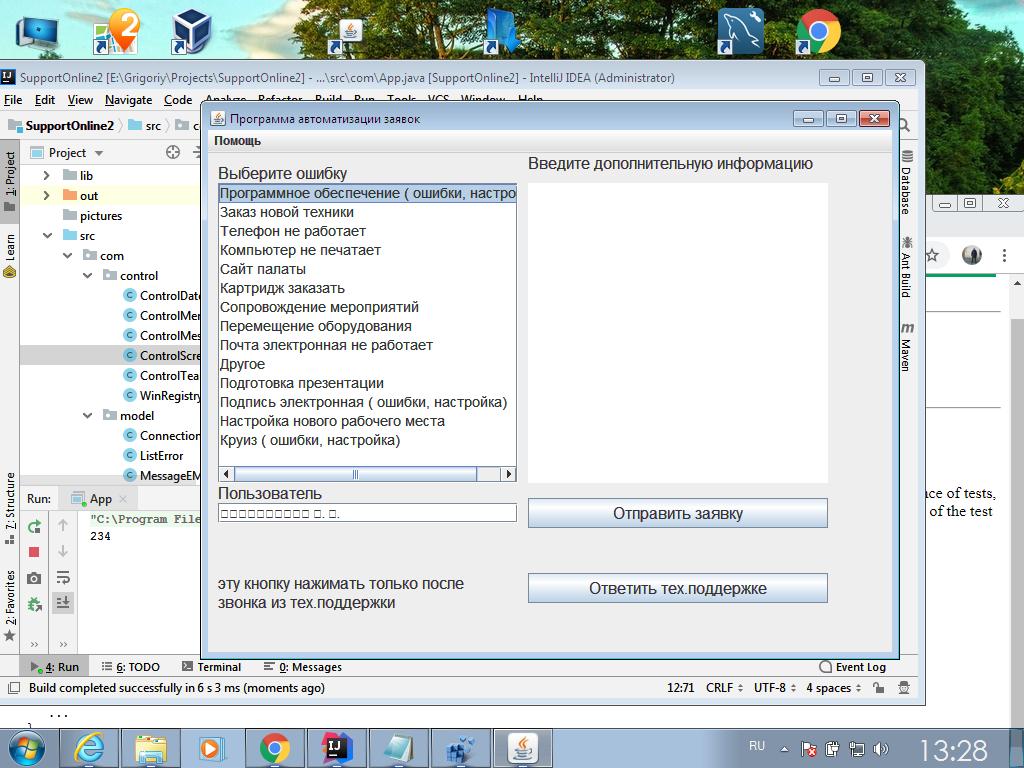 SupportOnline2 [E:\Grigoriy\Projects\SupportOnline2] - ...\src\com\App.java [SupportOnline2] - IntelliJ IDEA (Administrator)
File Edit View Navigate Code Analyze Refactor Build Run Tools VCS Window Help
SupportOnline2 src
Программа автоматизации заявок
Помощь
1: Project
Learn
7: Structure
2: Favorites
Project
lib
out
pictures
src
com
control
ControlDate
ControlMer
ControlMes
ControlScre
ControlTea
WinRegistry
model
Connection
ListError
MessageEM
Выберите ошибку
Программное обеспечение ( ошибки, настро
Заказ новой техники
Телефон не работает
Компьютер не печатает
Сайт палаты
Картридж заказать
Сопровождение мероприятий
Перемещение оборудования
Почта электронная не работает
Другое
Подготовка презентации
Подпись электронная ( ошибки, настройка)
Настройка нового рабочего места
Круиз ( ошибки, настройка)
Пользователь
□□□□□□□□□□ □. □.
эту кнопку нажимать только после
звонка из тех.поддержки
Введите дополнительную информацию
Отправить заявку
Ответить тех.поддержке
Database
Ant Build
m
Maven
nce of tests,
of the test
Run: App
"C:\Program File
234
4: Run 6: TODO Terminal 0: Messages Event Log
Build completed successfully in 6 s 3 ms (moments ago) 12:71 CRLF UTF-8 4 spaces
...
RU 13:28